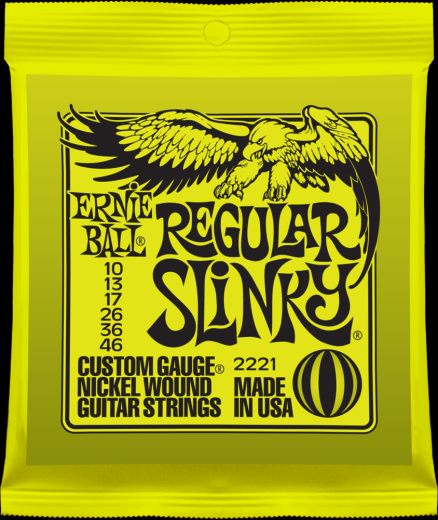 ERNIE
BALL®
REGULAR
SLINKY®
10
13
17
26
36
46
CUSTOM GAUGE®
NICKEL WOUND
GUITAR STRINGS
2221
MADE
IN USA